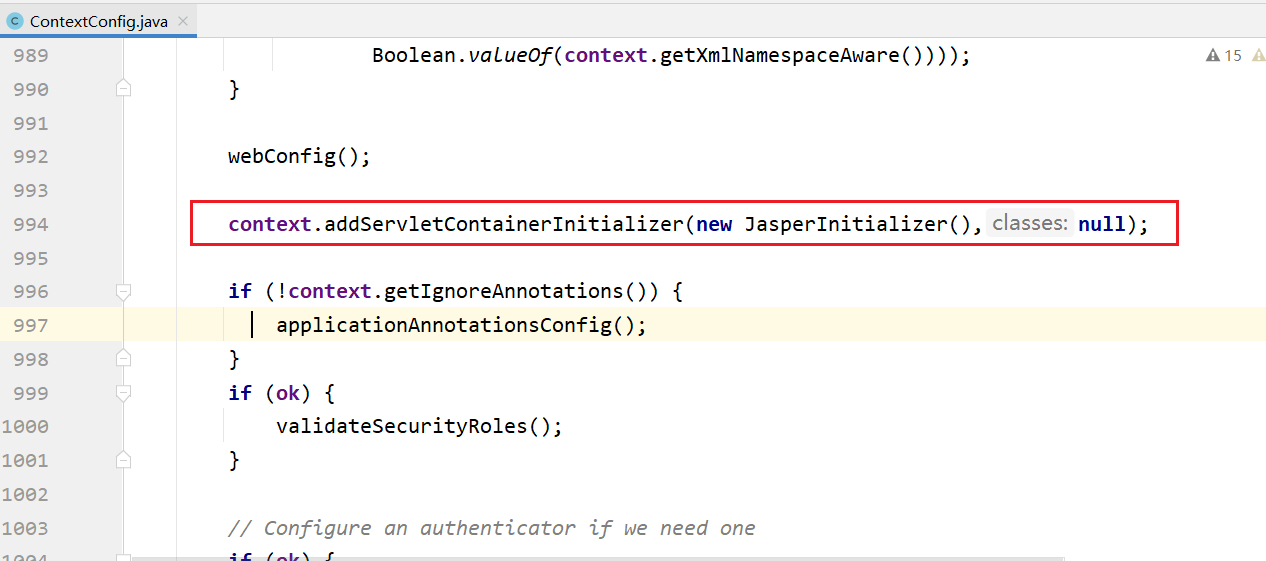 ContextConfig.java
989 Boolean.valueOf(context.getXmlNamespaceAware())));
15
990 }
991
992 webConfig();
993
994 context.addServletContainerInitializer(new JasperInitializer(), classes: null);
995
996 if (!context.getIgnoreAnnotations()) {
997 applicationAnnotationsConfig();
998 }
999 if (ok) {
1000 validateSecurityRoles();
1001 }
1002
1003 // Configure an authenticator if we need one
1004 if (ok) {